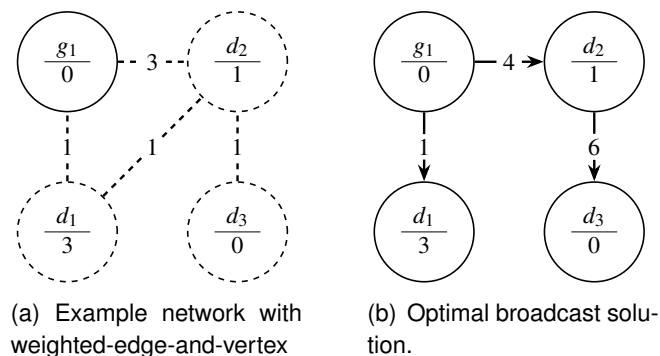 g1 3 d2 g1 4 d2
0 1 0 1
1 1 1 1 6
d1 d3 d1 d3
3 0 3 0
(a) Example network with
weighted-edge-and-vertex
(b) Optimal broadcast solu-
tion.